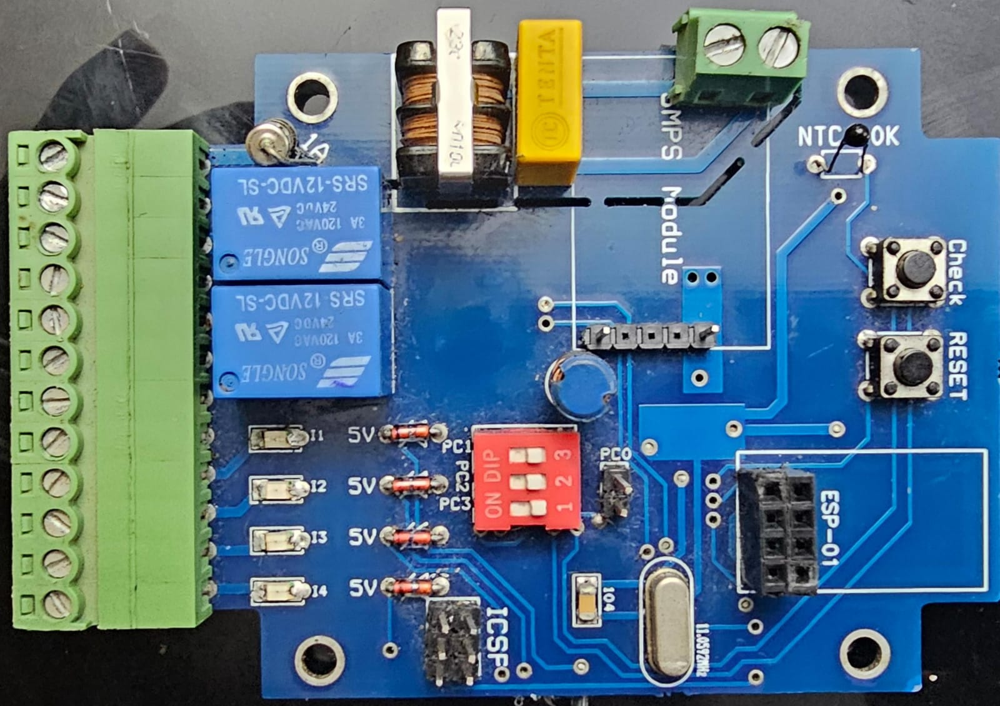 TENTA
SMPS Module
1A
NTC 10K
SRS-12VDC-SL
3A 120VAC
24VDC
SONGLE
®
SRS-12VDC-SL
3A 120VAC
24VDC
SONGLE
®
Check
RESET
I1
5V
PC1
I2
5V
PC2
I3
5V
PC3
I4
5V
ON DIP
1 2 3
PC0
ESP-01
104
11.0592MHz
ICSP